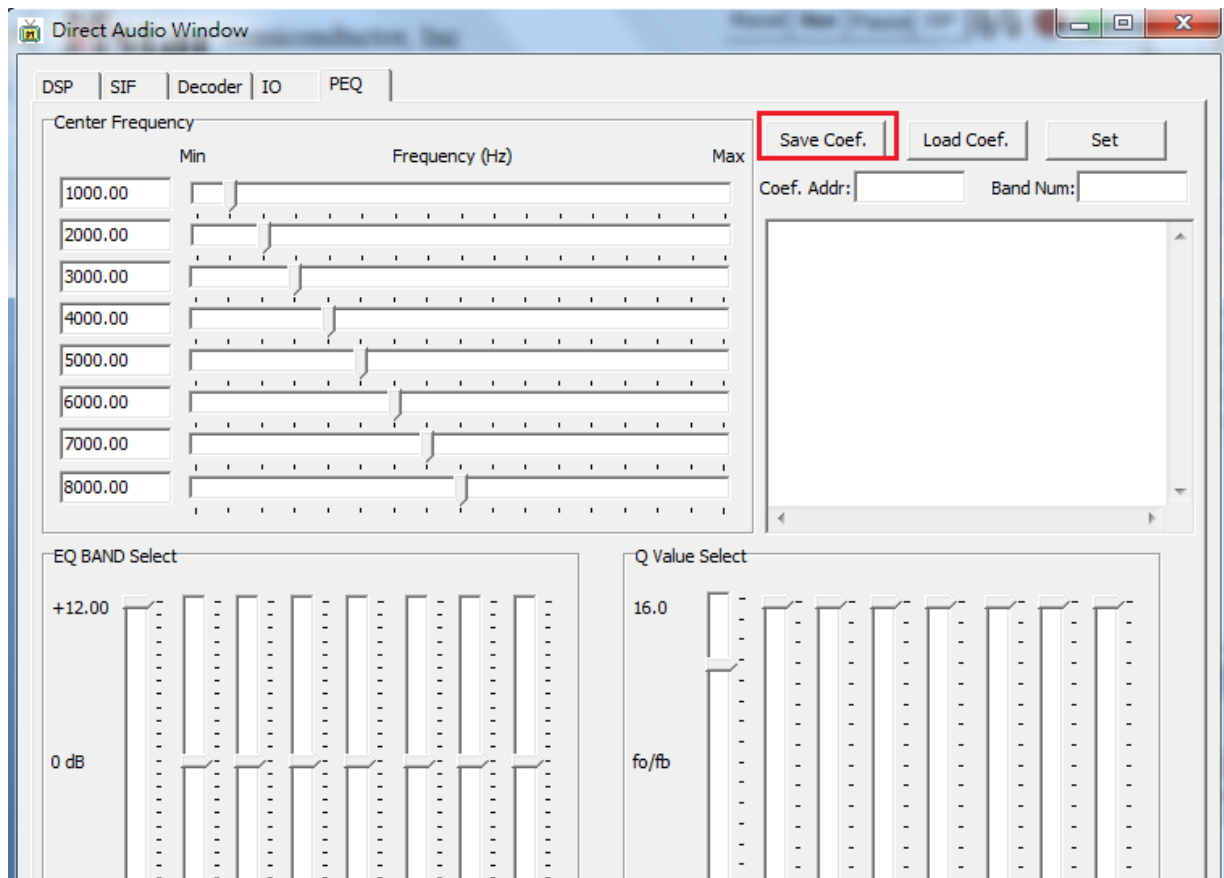 Direct Audio Window
DSP SIF Decoder IO PEQ
Center Frequency
Min Frequency (Hz) Max
1000.00
2000.00
3000.00
4000.00
5000.00
6000.00
7000.00
8000.00
Save Coef. Load Coef. Set
Coef. Addr: Band Num:
EQ BAND Select
+12.00
0 dB
Q Value Select
16.0
fo/fb